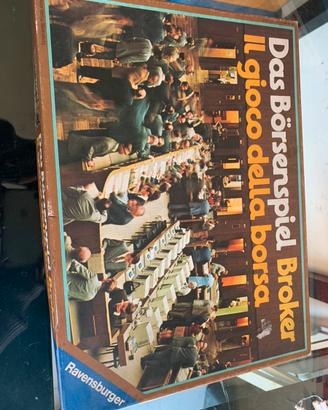 Das Börsenspiel Broker
Il gioco della borsa
Ravensburger